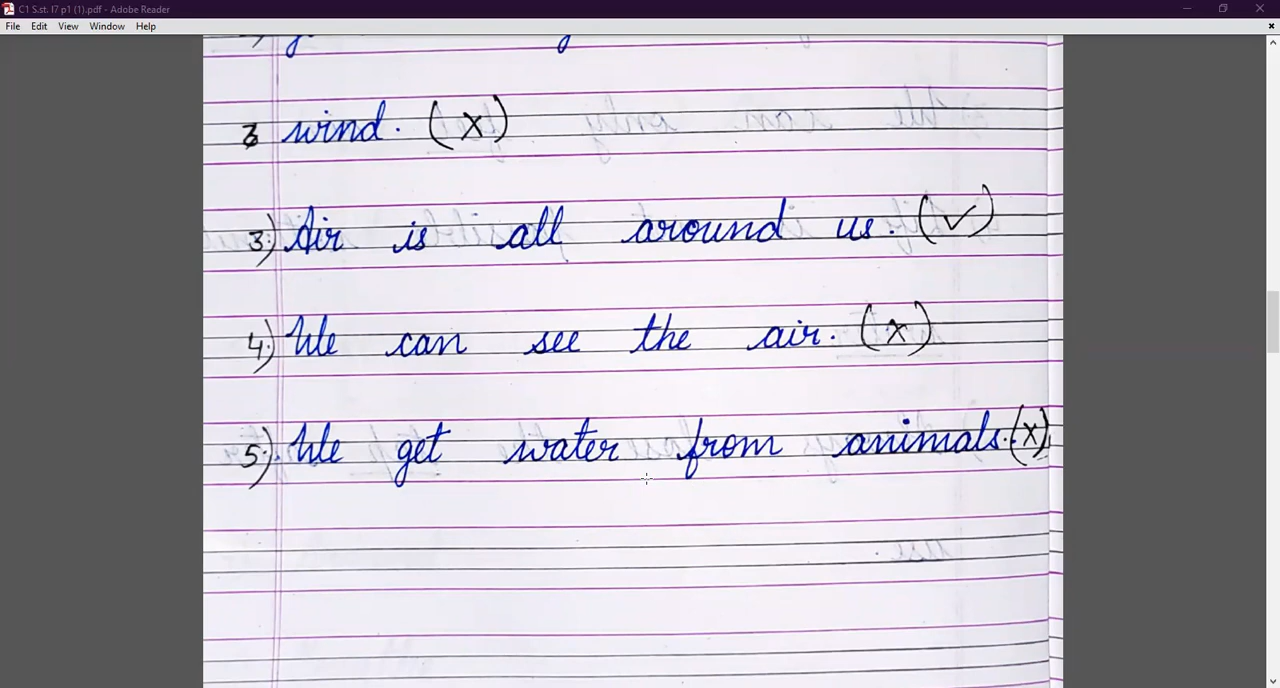 C1 S.st. l7 p1 (1).pdf - Adobe Reader
File Edit View Window Help
wind. (x)
3.) Air is all around us. (✓)
4.) We can see the air. (x)
5.) We get water from animals. (x)